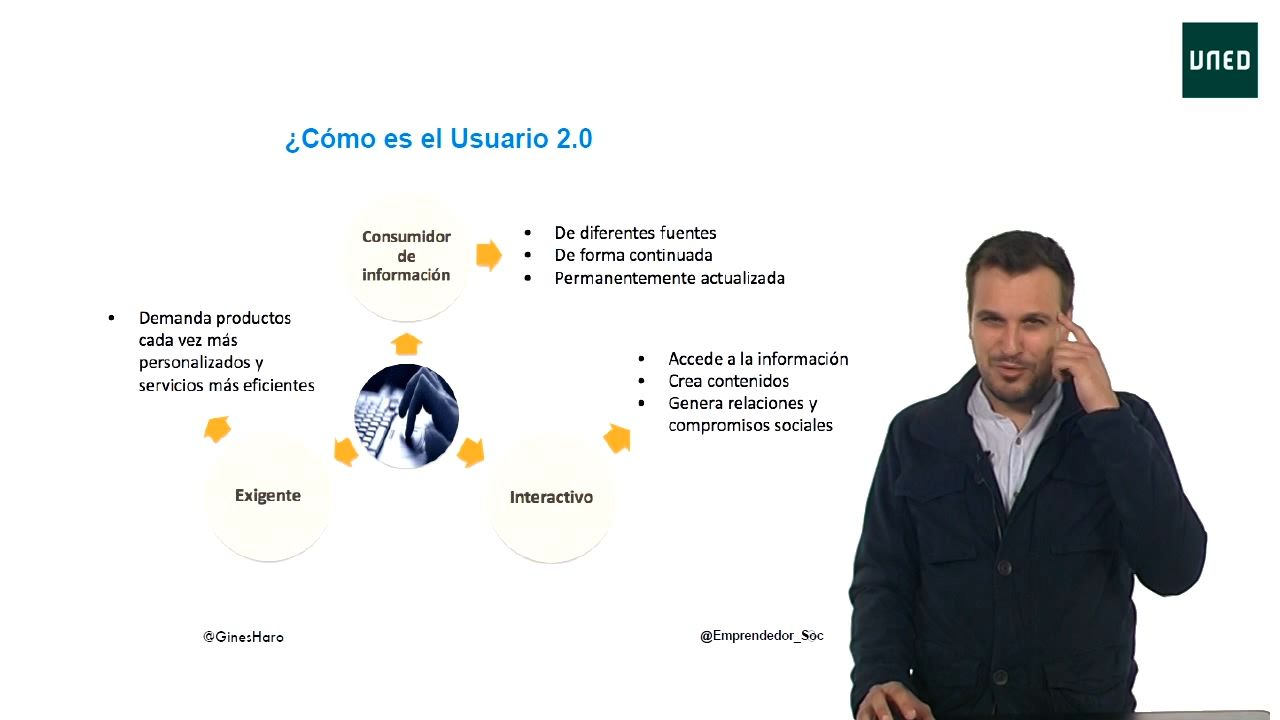 UNED
¿Cómo es el Usuario 2.0
Consumidor
de
información
• De diferentes fuentes
• De forma continuada
• Permanentemente actualizada
• Demanda productos
cada vez más
personalizados y
servicios más eficientes
• Accede a la información
• Crea contenidos
• Genera relaciones y
compromisos sociales
Exigente
Interactivo
@GinesHaro
@Emprendedor_Soc